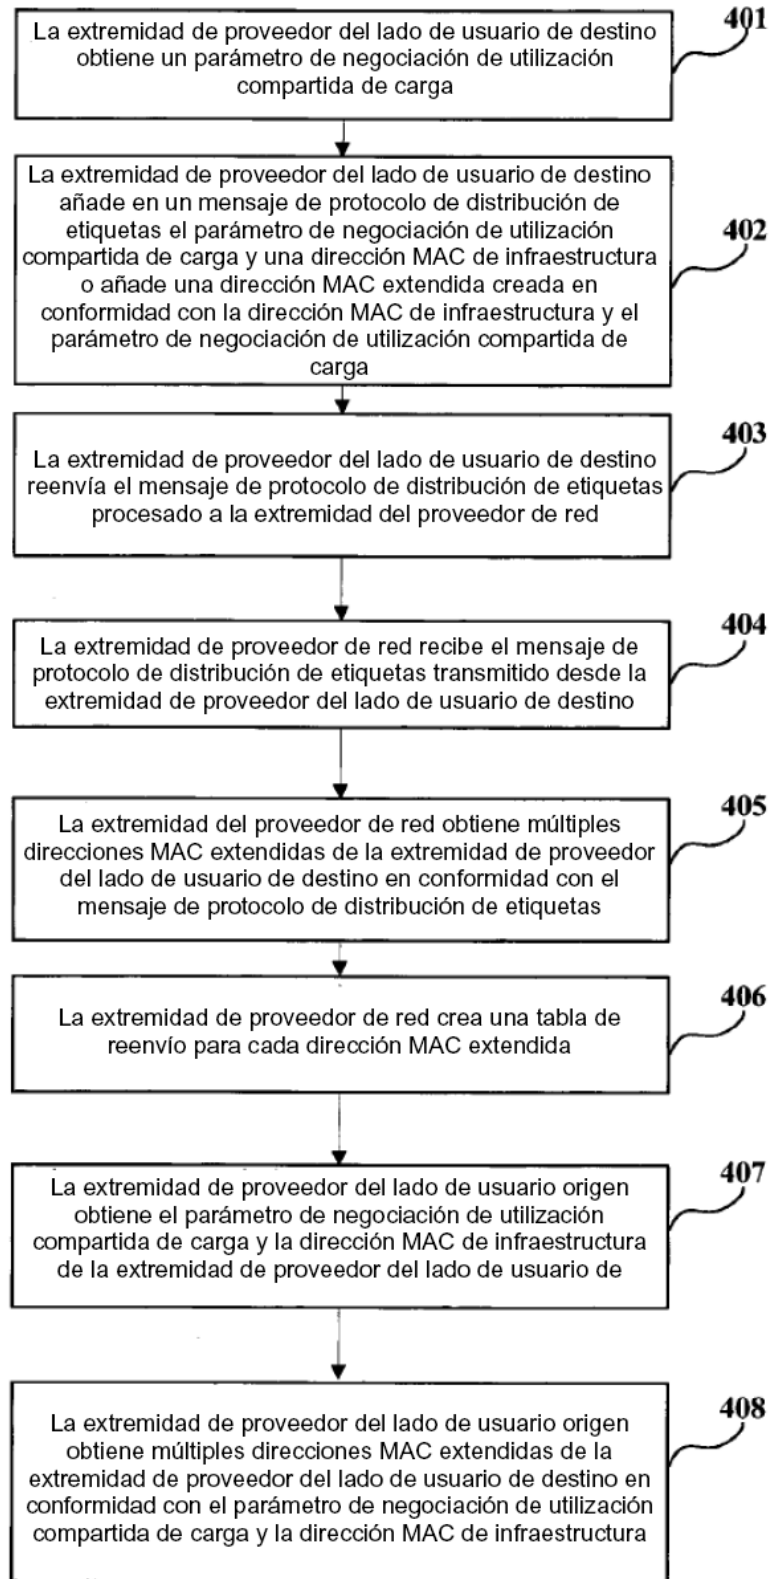 La extremidad de proveedor del lado de usuario de destino
obtiene un parámetro de negociación de utilización
compartida de carga
401
La extremidad de proveedor del lado de usuario de destino
añade en un mensaje de protocolo de distribución de
etiquetas el parámetro de negociación de utilización
compartida de carga y una dirección MAC de infraestructura
o añade una dirección MAC extendida creada en
conformidad con la dirección MAC de infraestructura y el
parámetro de negociación de utilización compartida de
carga
402
La extremidad de proveedor del lado de usuario de destino
reenvía el mensaje de protocolo de distribución de etiquetas
procesado a la extremidad del proveedor de red
403
La extremidad de proveedor de red recibe el mensaje de
protocolo de distribución de etiquetas transmitido desde la
extremidad de proveedor del lado de usuario de destino
404
La extremidad del proveedor de red obtiene múltiples
direcciones MAC extendidas de la extremidad de proveedor
del lado de usuario de destino en conformidad con el
mensaje de protocolo de distribución de etiquetas
405
La extremidad de proveedor de red crea una tabla de
reenvío para cada dirección MAC extendida
406
La extremidad de proveedor del lado de usuario origen
obtiene el parámetro de negociación de utilización
compartida de carga y la dirección MAC de infraestructura
de la extremidad de proveedor del lado de usuario de
407
La extremidad de proveedor del lado de usuario origen
obtiene múltiples direcciones MAC extendidas de la
extremidad de proveedor del lado de usuario de destino en
conformidad con el parámetro de negociación de utilización
compartida de carga y la dirección MAC de infraestructura
408